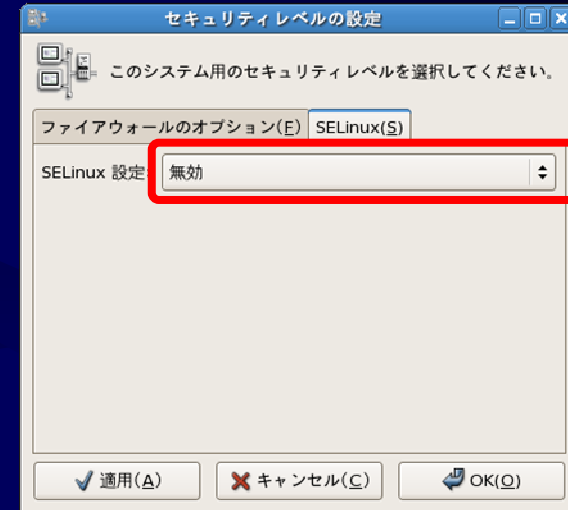 セキュリティレベルの設定
このシステム用のセキュリティレベルを選択してください。
ファイアウォールのオプション(F) SELinux(S)
SELinux 設定: 無効
適用(A) キャンセル(C) OK(O)